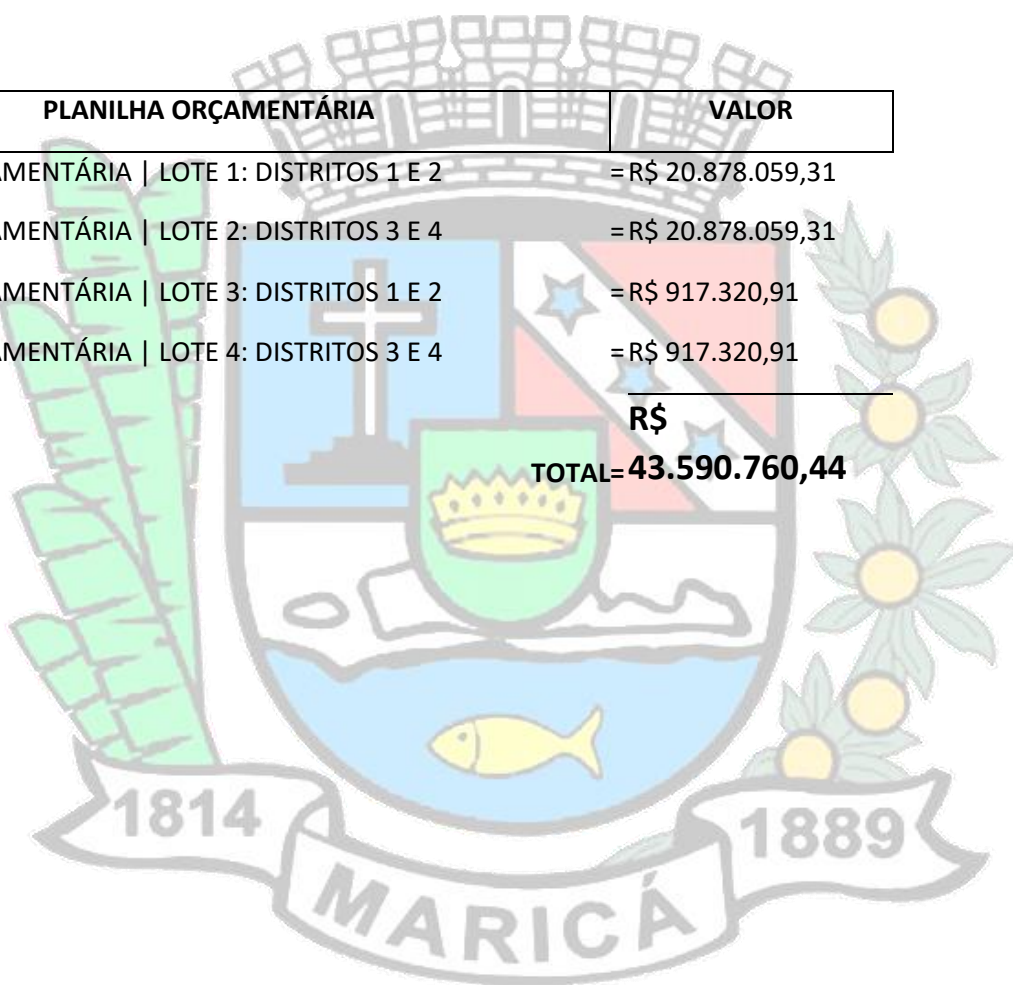 PLANILHA ORÇAMENTÁRIA VALOR
AMENTÁRIA | LOTE 1: DISTRITOS 1 E 2 =R$ 20.878.059,31
AMENTÁRIA | LOTE 2: DISTRITOS 3 E 4 =R$ 20.878.059,31
AMENTÁRIA | LOTE 3: DISTRITOS 1 E 2 =R$ 917.320,91
AMENTÁRIA | LOTE 4: DISTRITOS 3 E 4 =R$ 917.320,91
R$
TOTAL= 43.590.760,44
1814 1889
MARICÁ